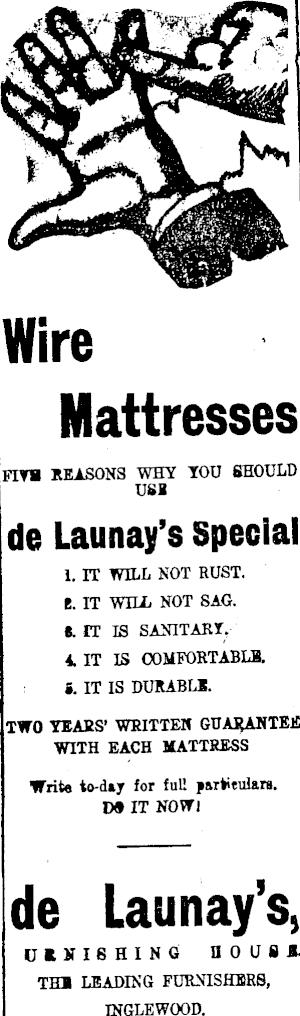 Wire
Mattresses
FIVE REASONS WHY YOU SHOULD
USE
de Launay's Special
1. IT WILL NOT RUST.
2. IT WILL NOT SAG.
3. IT IS SANITARY.
4. IT IS COMFORTABLE.
5. IT IS DURABLE.
TWO YEARS' WRITTEN GUARANTEE
WITH EACH MATTRESS
Write to-day for full particulars.
DO IT NOW!
de Launay's,
URNISHING HOUSE
THE LEADING FURNISHERS,
INGLEWOOD.